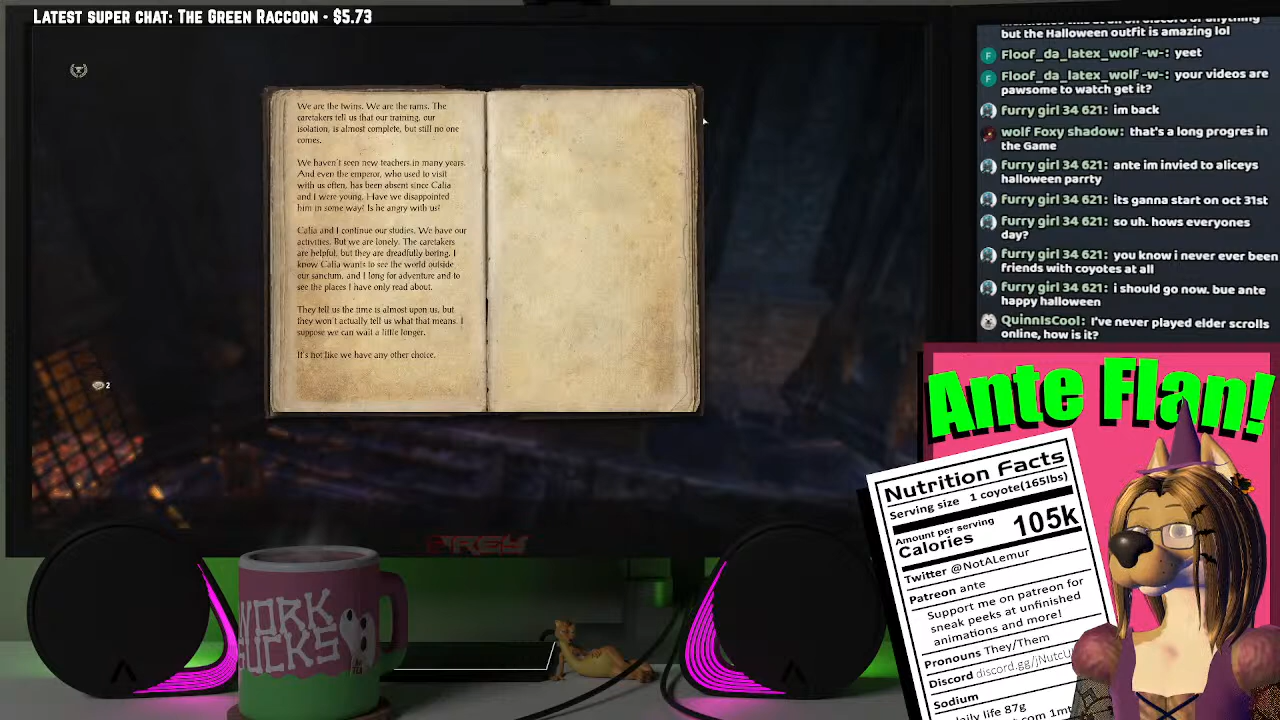 LATEST SUPER CHAT: THE GREEN RACCOON - $5.73
We are the twins. We are the rams. The
caretakers tell us that our training, our
isolation, is almost complete, but still no one
comes.
We haven't seen new teachers in many years.
And even the emperor, who used to visit
with us often, has been absent since Calia
and I were young. Have we disappointed
him in some way? Is he angry with us?
Calia and I continue our studies. We have our
activities. But we are lonely. The caretakers
are helpful, but they are dreadfully boring. I
know Calia wants to see the world outside
our sanctum, and I long for adventure and to
see the places I have only read about.
They tell us the time is almost upon us, but
they won't actually tell us what that means. I
suppose we can wait a little longer.
It's not like we have any other choice.
2
but the Halloween outfit is amazing lol
F Floof_da_latex_wolf -w-: yeet
F Floof_da_latex_wolf -w-: your videos are
pawsome to watch get it?
Furry girl 34 621: im back
wolf Foxy shadow: that's a long progres in
the Game
Furry girl 34 621: ante im invied to aliceys
halloween parrty
Furry girl 34 621: its ganna start on oct 31st
Furry girl 34 621: so uh. hows everyones
day?
Furry girl 34 621: you know i never ever been
friends with coyotes at all
Furry girl 34 621: i should go now. bue ante
happy halloween
QuinnIsCool: I've never played elder scrolls
online, how is it?
Ante Flan!
Nutrition Facts
Serving size 1 coyote(165lbs)
Amount per serving
Calories 105k
Twitter @NotALemur
Patreon ante
Support me on patreon for
sneak peeks at unfinished
animations and more!
Pronouns They/Them
Discord discord.gg/jNutcu
Sodium
daily life 87g
WORK
SUCKS